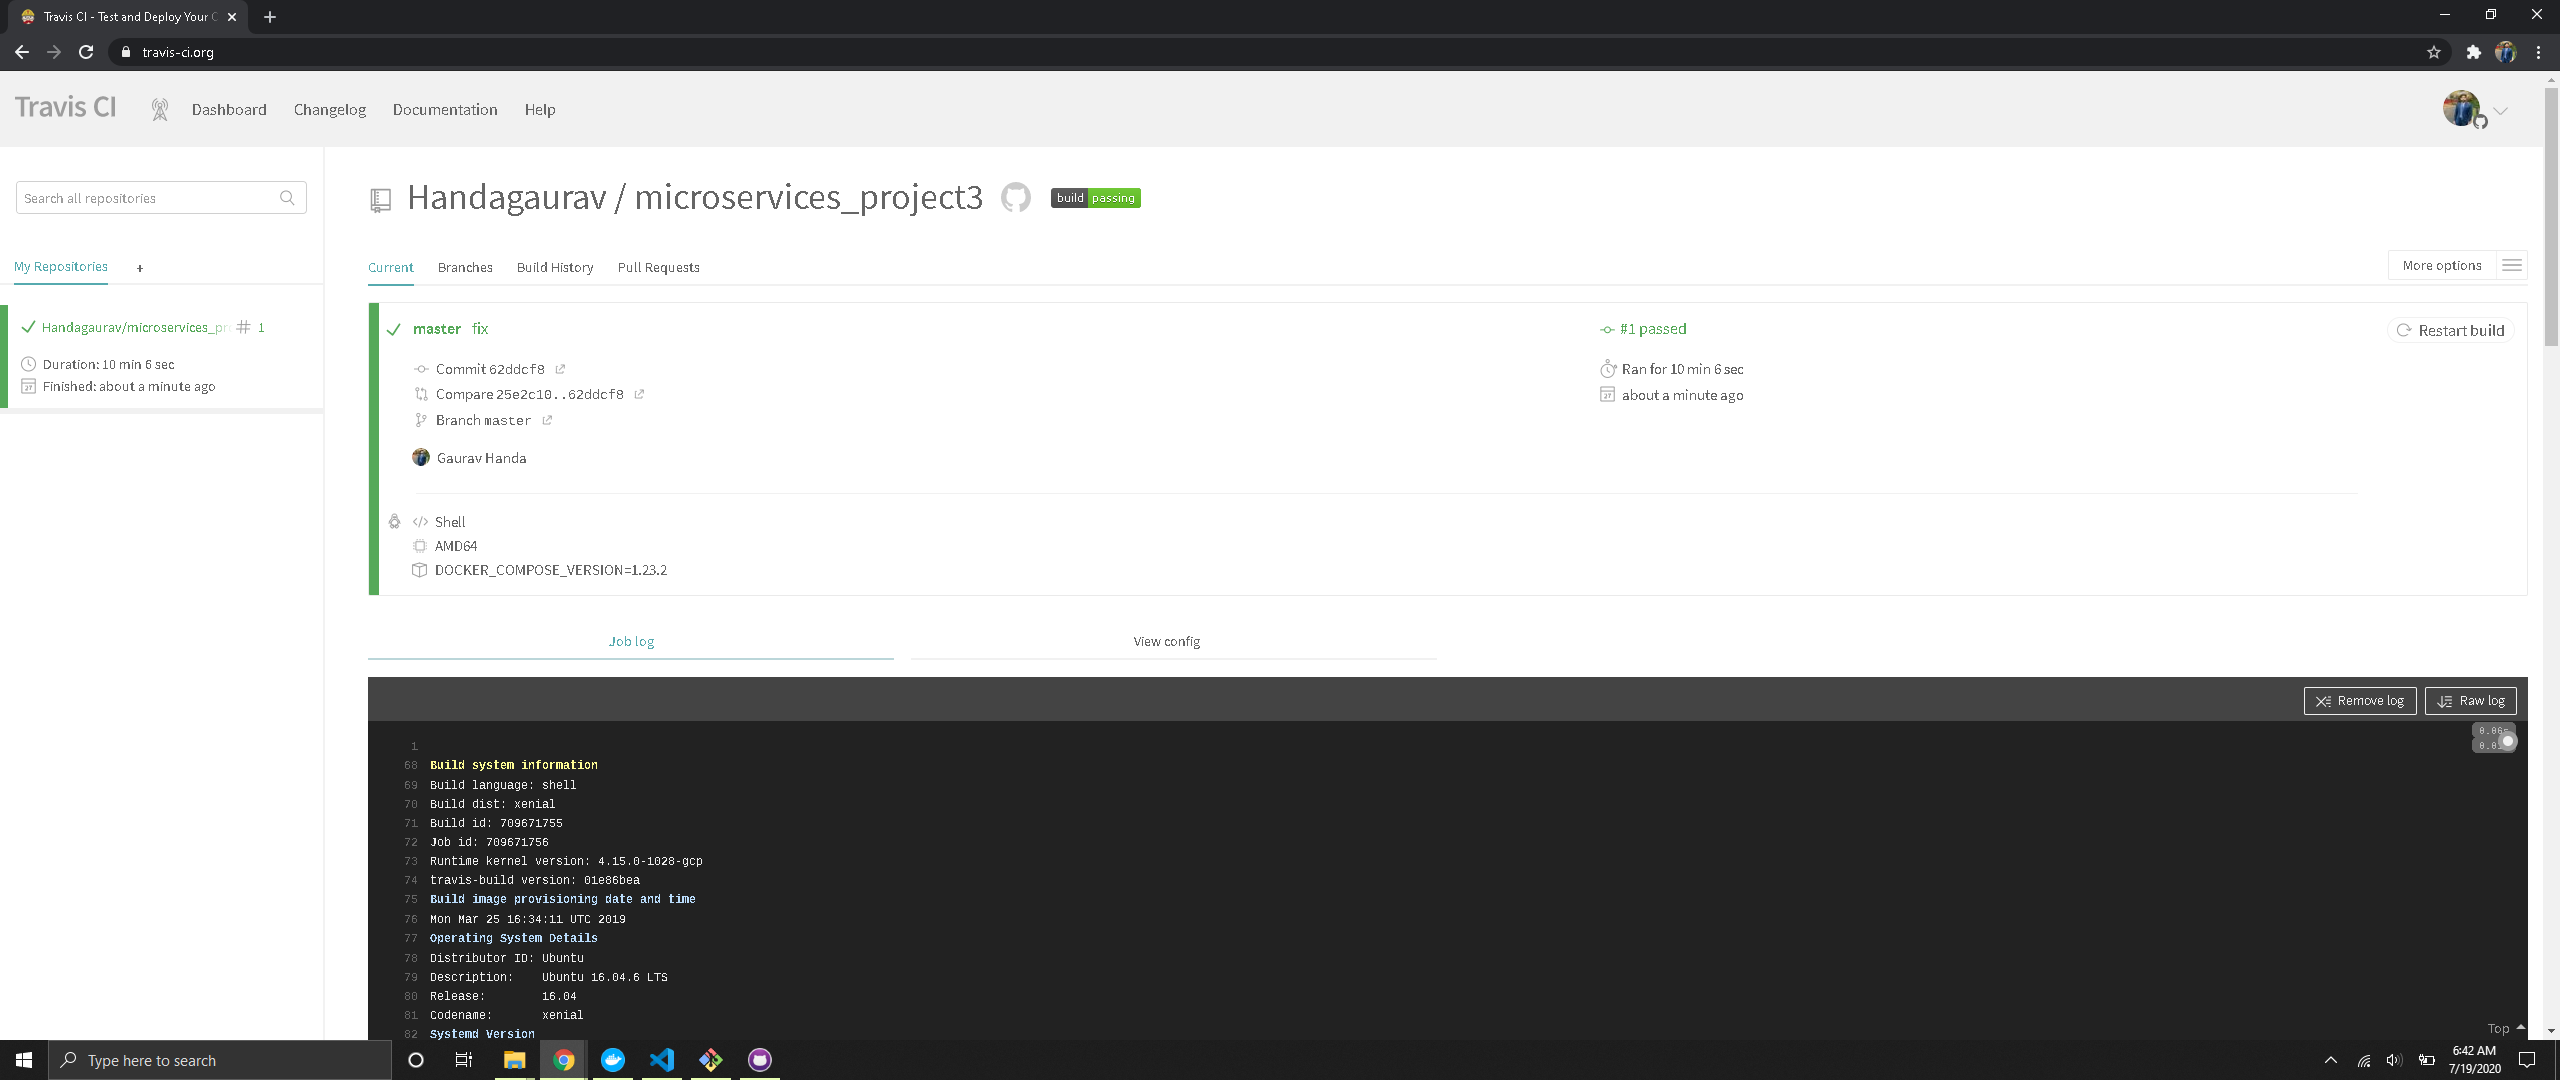 Travis CI - Test and Deploy Your C
travis-ci.org
Travis CI
Dashboard
Changelog
Documentation
Help
Search all repositories
Handagaurav / microservices_project3
build passing
My Repositories
+
Current
Branches
Build History
Pull Requests
More options
Handagaurav/microservices_pr # 1
Duration: 10 min 6 sec
Finished: about a minute ago
master fix
#1 passed
Restart build
Commit 62ddcf8
Ran for 10 min 6 sec
Compare 25e2c10..62ddcf8
about a minute ago
Branch master
Gaurav Handa
</> Shell
AMD64
DOCKER_COMPOSE_VERSION=1.23.2
Job log
View config
Remove log
Raw log
1
68 Build system information
69 Build language: shell
70 Build dist: xenial
71 Build id: 709671755
72 Job id: 709671756
73 Runtime kernel version: 4.15.0-1028-gcp
74 travis-build version: 01e86bea
75 Build image provisioning date and time
76 Mon Mar 25 16:34:11 UTC 2019
77 Operating System Details
78 Distributor ID: Ubuntu
79 Description: Ubuntu 16.04.6 LTS
80 Release: 16.04
81 Codename: xenial
82 Systemd Version
Top
Type here to search
6:42 AM
7/19/2020